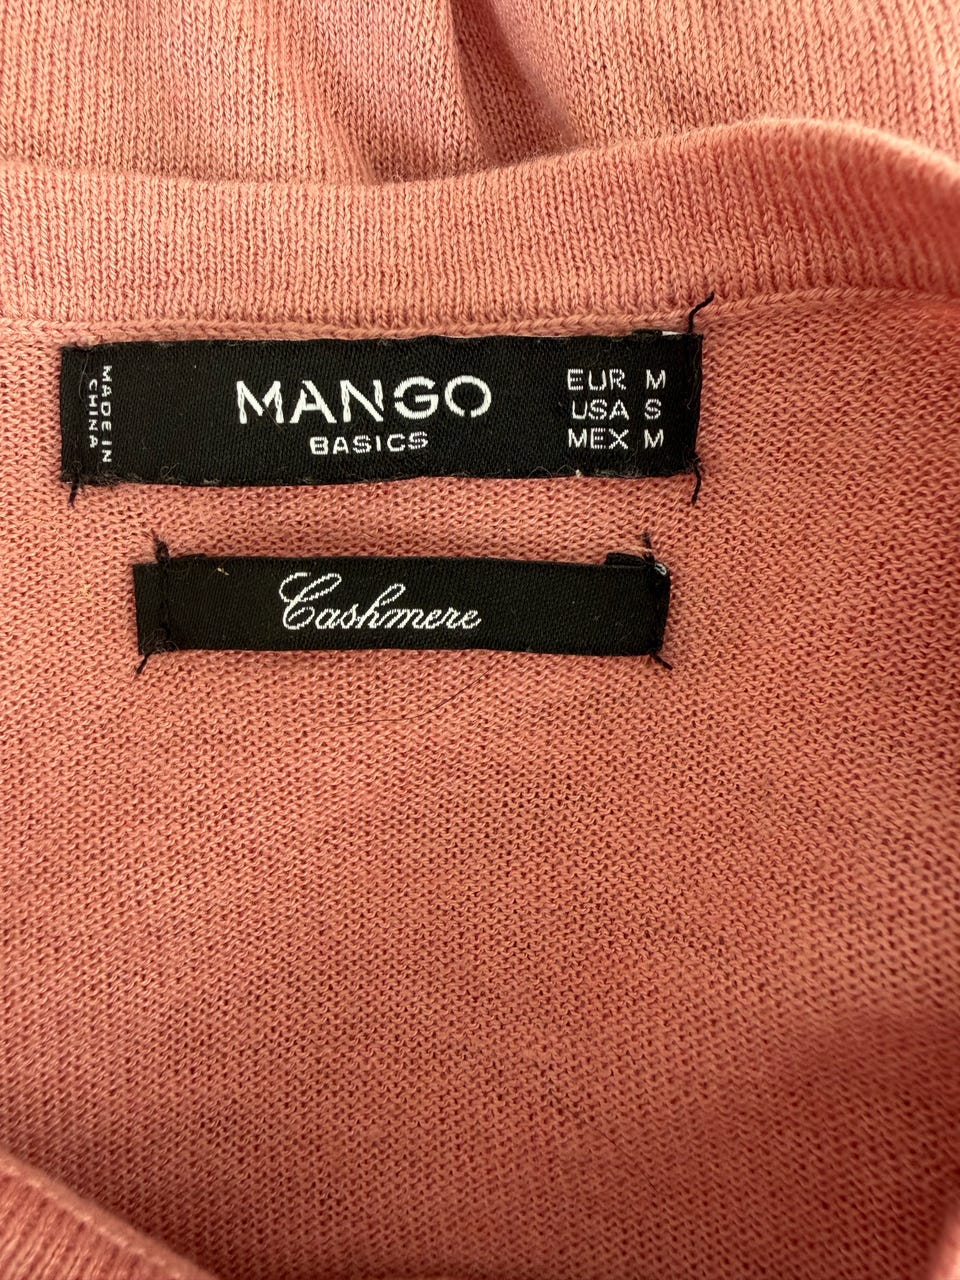 MADE IN
CHINA
MANGO
BASICS
EUR M
USA S
MEX M
Cashmere